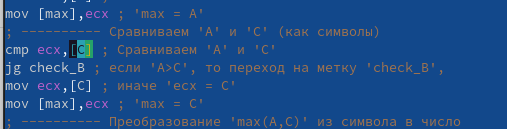 mov [max],ecx ; 'max = A'
; ---------- Сравниваем 'A' и 'C' (как символы)
cmp ecx,[C] ; Сравниваем 'A' и 'C'
jg check_B ; если 'A>C', то переход на метку 'check_B',
mov ecx,[C] ; иначе 'ecx = C'
mov [max],ecx ; 'max = C'
; ---------- Преобразование 'max(A,C)' из символа в число